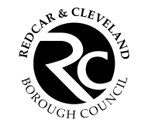 REDCAR & CLEVELAND
RC
BOROUGH COUNCIL